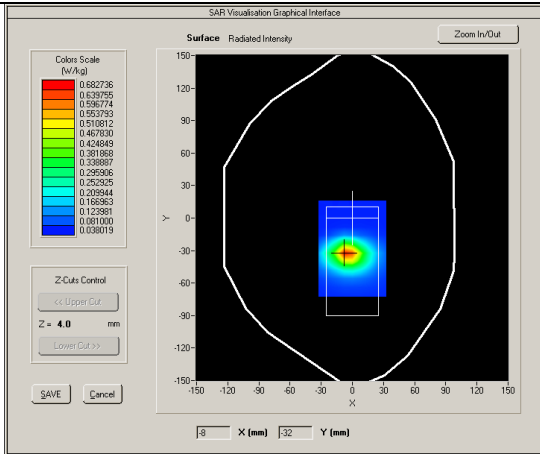 SAR Visualisation Graphical Interface
Surface Radiated Intensity
Zoom In/Out
Colors Scale
(W/kg)
0.682736
0.639755
0.596774
0.553793
0.510812
0.467830
0.424849
0.381868
0.338887
0.295906
0.252925
0.209944
0.166963
0.123981
0.081000
0.038019
Z-Cuts Control
<< Upper Cut
Z = 4.0 mm
Lower Cut >>
SAVE
Cancel
150
120
90
60
30
0
-30
-60
-90
-120
-150
Y
-150 -120 -90 -60 -30 0 30 60 90 120 150
X
-8 X (mm) -32 Y (mm)